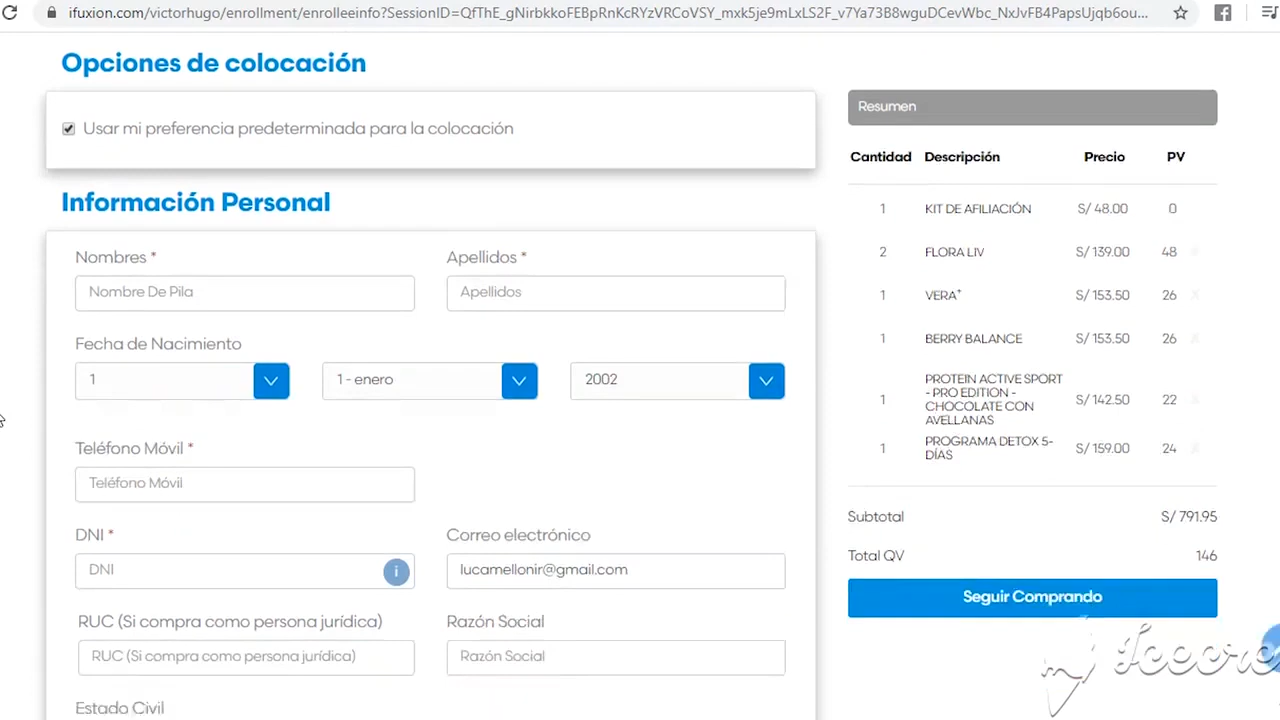 ifuxion.com/victorhugo/enrollment/enrolleeinfo?SessionID=QfThE_gNirbkkoFEBpRnKcRYzVRCoVSY_mxk5je9mLxLS2F_v7Ya73B8wguDCevWbc_NxJvFB4PapsUjqb6ou...
Opciones de colocación
Usar mi preferencia predeterminada para la colocación
Información Personal
Nombres * Apellidos *
Nombre De Pila Apellidos
Fecha de Nacimiento
1 1 - enero 2002
Teléfono Móvil *
Teléfono Móvil
DNI * Correo electrónico
DNI i lucamellonir@gmail.com
RUC (Si compra como persona jurídica) Razón Social
RUC (Si compra como persona jurídica) Razón Social
Estado Civil
Resumen
Cantidad Descripción Precio PV
1 KIT DE AFILIACIÓN S/ 48.00 0
2 FLORA LIV S/ 139.00 48
1 VERA+ S/ 153.50 26
1 BERRY BALANCE S/ 153.50 26
PROTEIN ACTIVE SPORT
- PRO EDITION -
1 CHOCOLATE CON S/ 142.50 22
AVELLANAS
1 PROGRAMA DETOX 5- S/ 159.00 24
DÍAS
Subtotal S/ 791.95
Total QV 146
Seguir Comprando